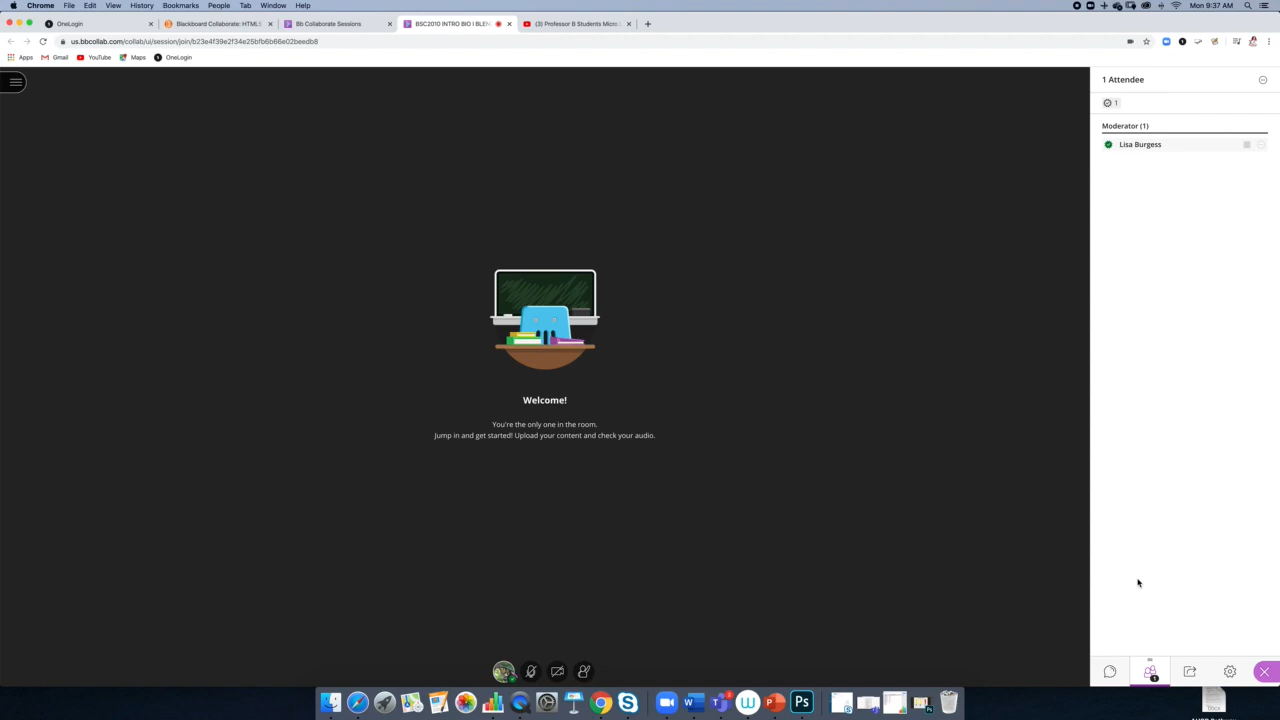 Chrome File Edit View History Bookmarks People Tab Window Help Mon 9:37 AM
OneLogin Blackboard Collaborate: HTML5 Bb Collaborate Sessions BSC2010 INTRO BIO I BLEN (3) Professor B Students Micro
us.bbcollab.com/collab/ui/session/join/b23e4f39e2f34e25bfb6b66e02beedb8
Apps Gmail YouTube Maps OneLogin
1 Attendee
1
Moderator (1)
Lisa Burgess
Welcome!
You're the only one in the room.
Jump in and get started! Upload your content and check your audio.
1